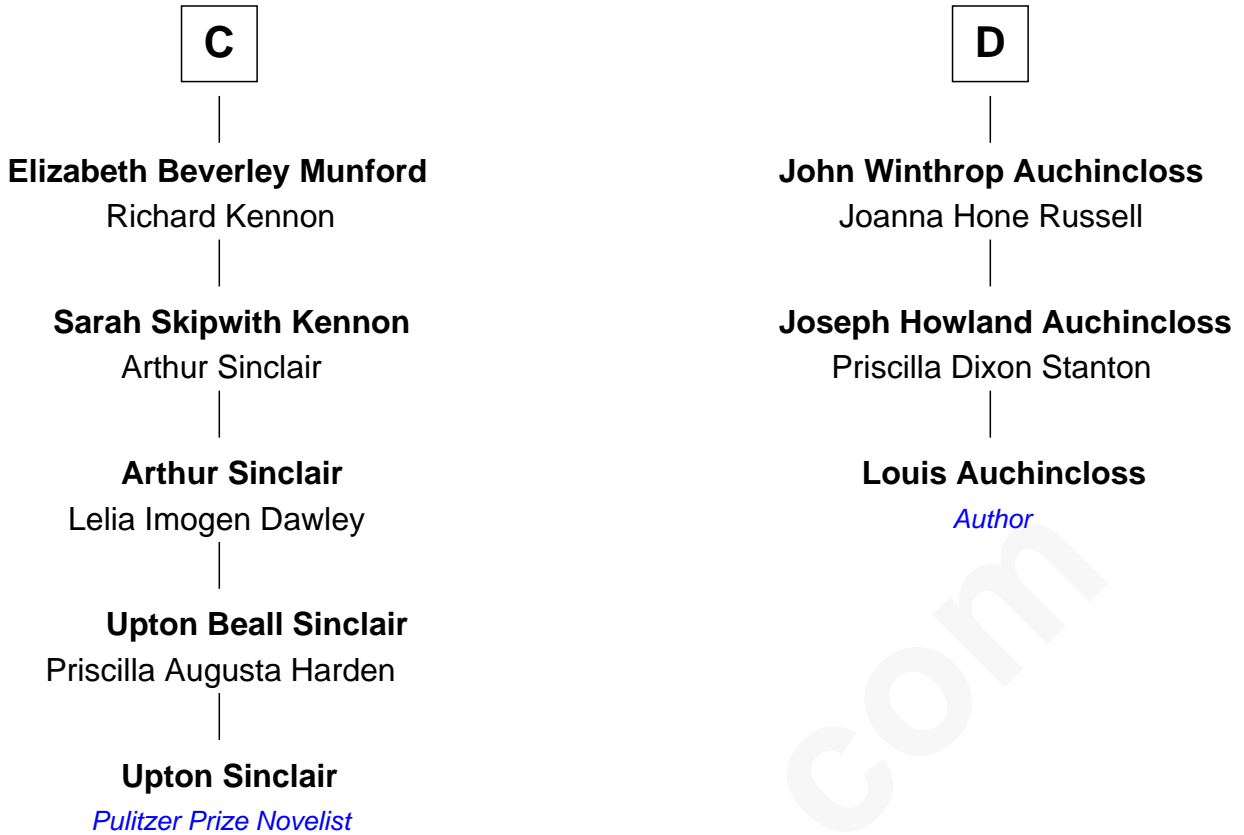 C
Elizabeth Beverley Munford
Richard Kennon
Sarah Skipwith Kennon
Arthur Sinclair
Arthur Sinclair
Lelia Imogen Dawley
Upton Beall Sinclair
Priscilla Augusta Harden
Upton Sinclair
Pulitzer Prize Novelist
D
John Winthrop Auchincloss
Joanna Hone Russell
Joseph Howland Auchincloss
Priscilla Dixon Stanton
Louis Auchincloss
Author
com